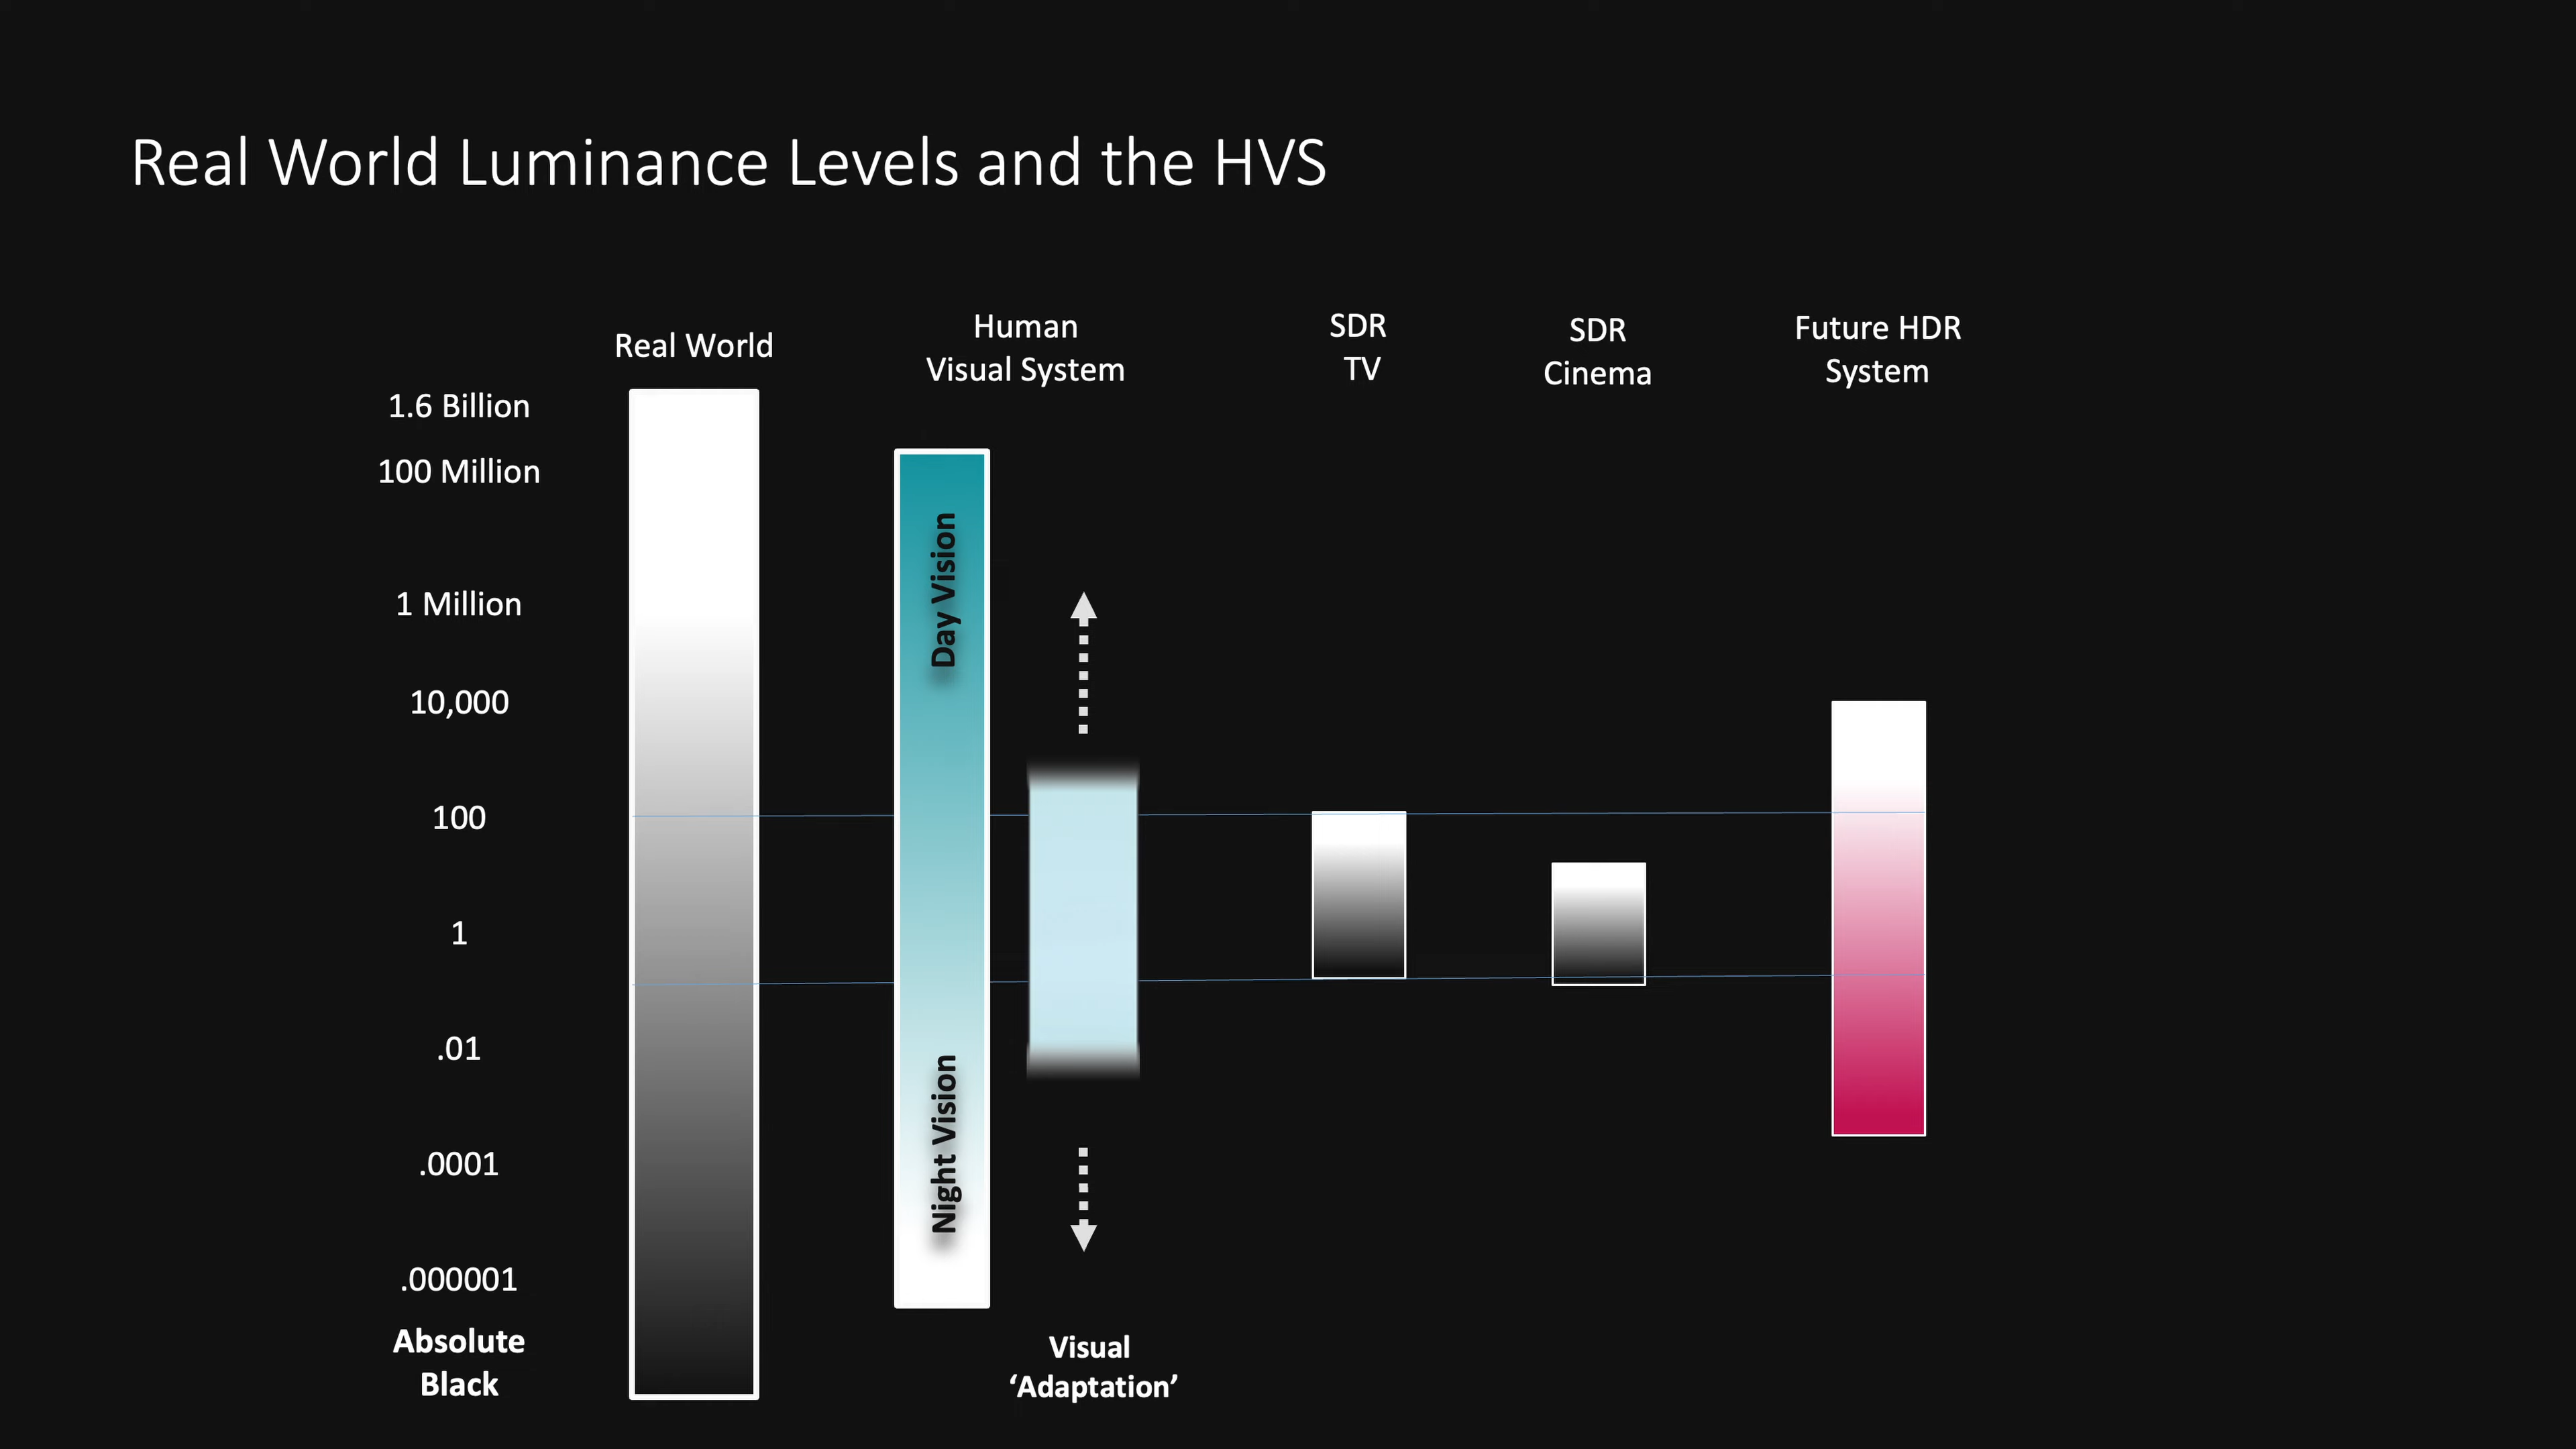 Real World Luminance Levels and the HVS
Real World
Human
Visual System
SDR
TV
SDR
Cinema
Future HDR
System
1.6 Billion
100 Million
1 Million
10,000
100
1
.01
.0001
.000001
Absolute
Black
Day Vision
Night Vision
Visual
‘Adaptation’